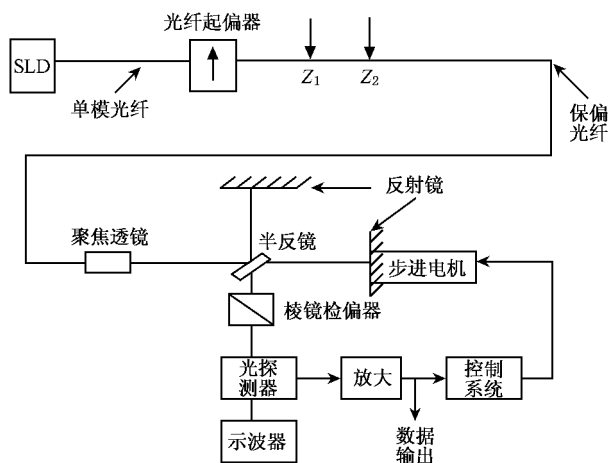 光纤起偏器
SLD
单模光纤
Z1
Z2
保偏
光纤
反射镜
聚焦透镜
半反镜
步进电机
棱镜检偏器
光探
测器
放大
控制
系统
示波器
数据
输出